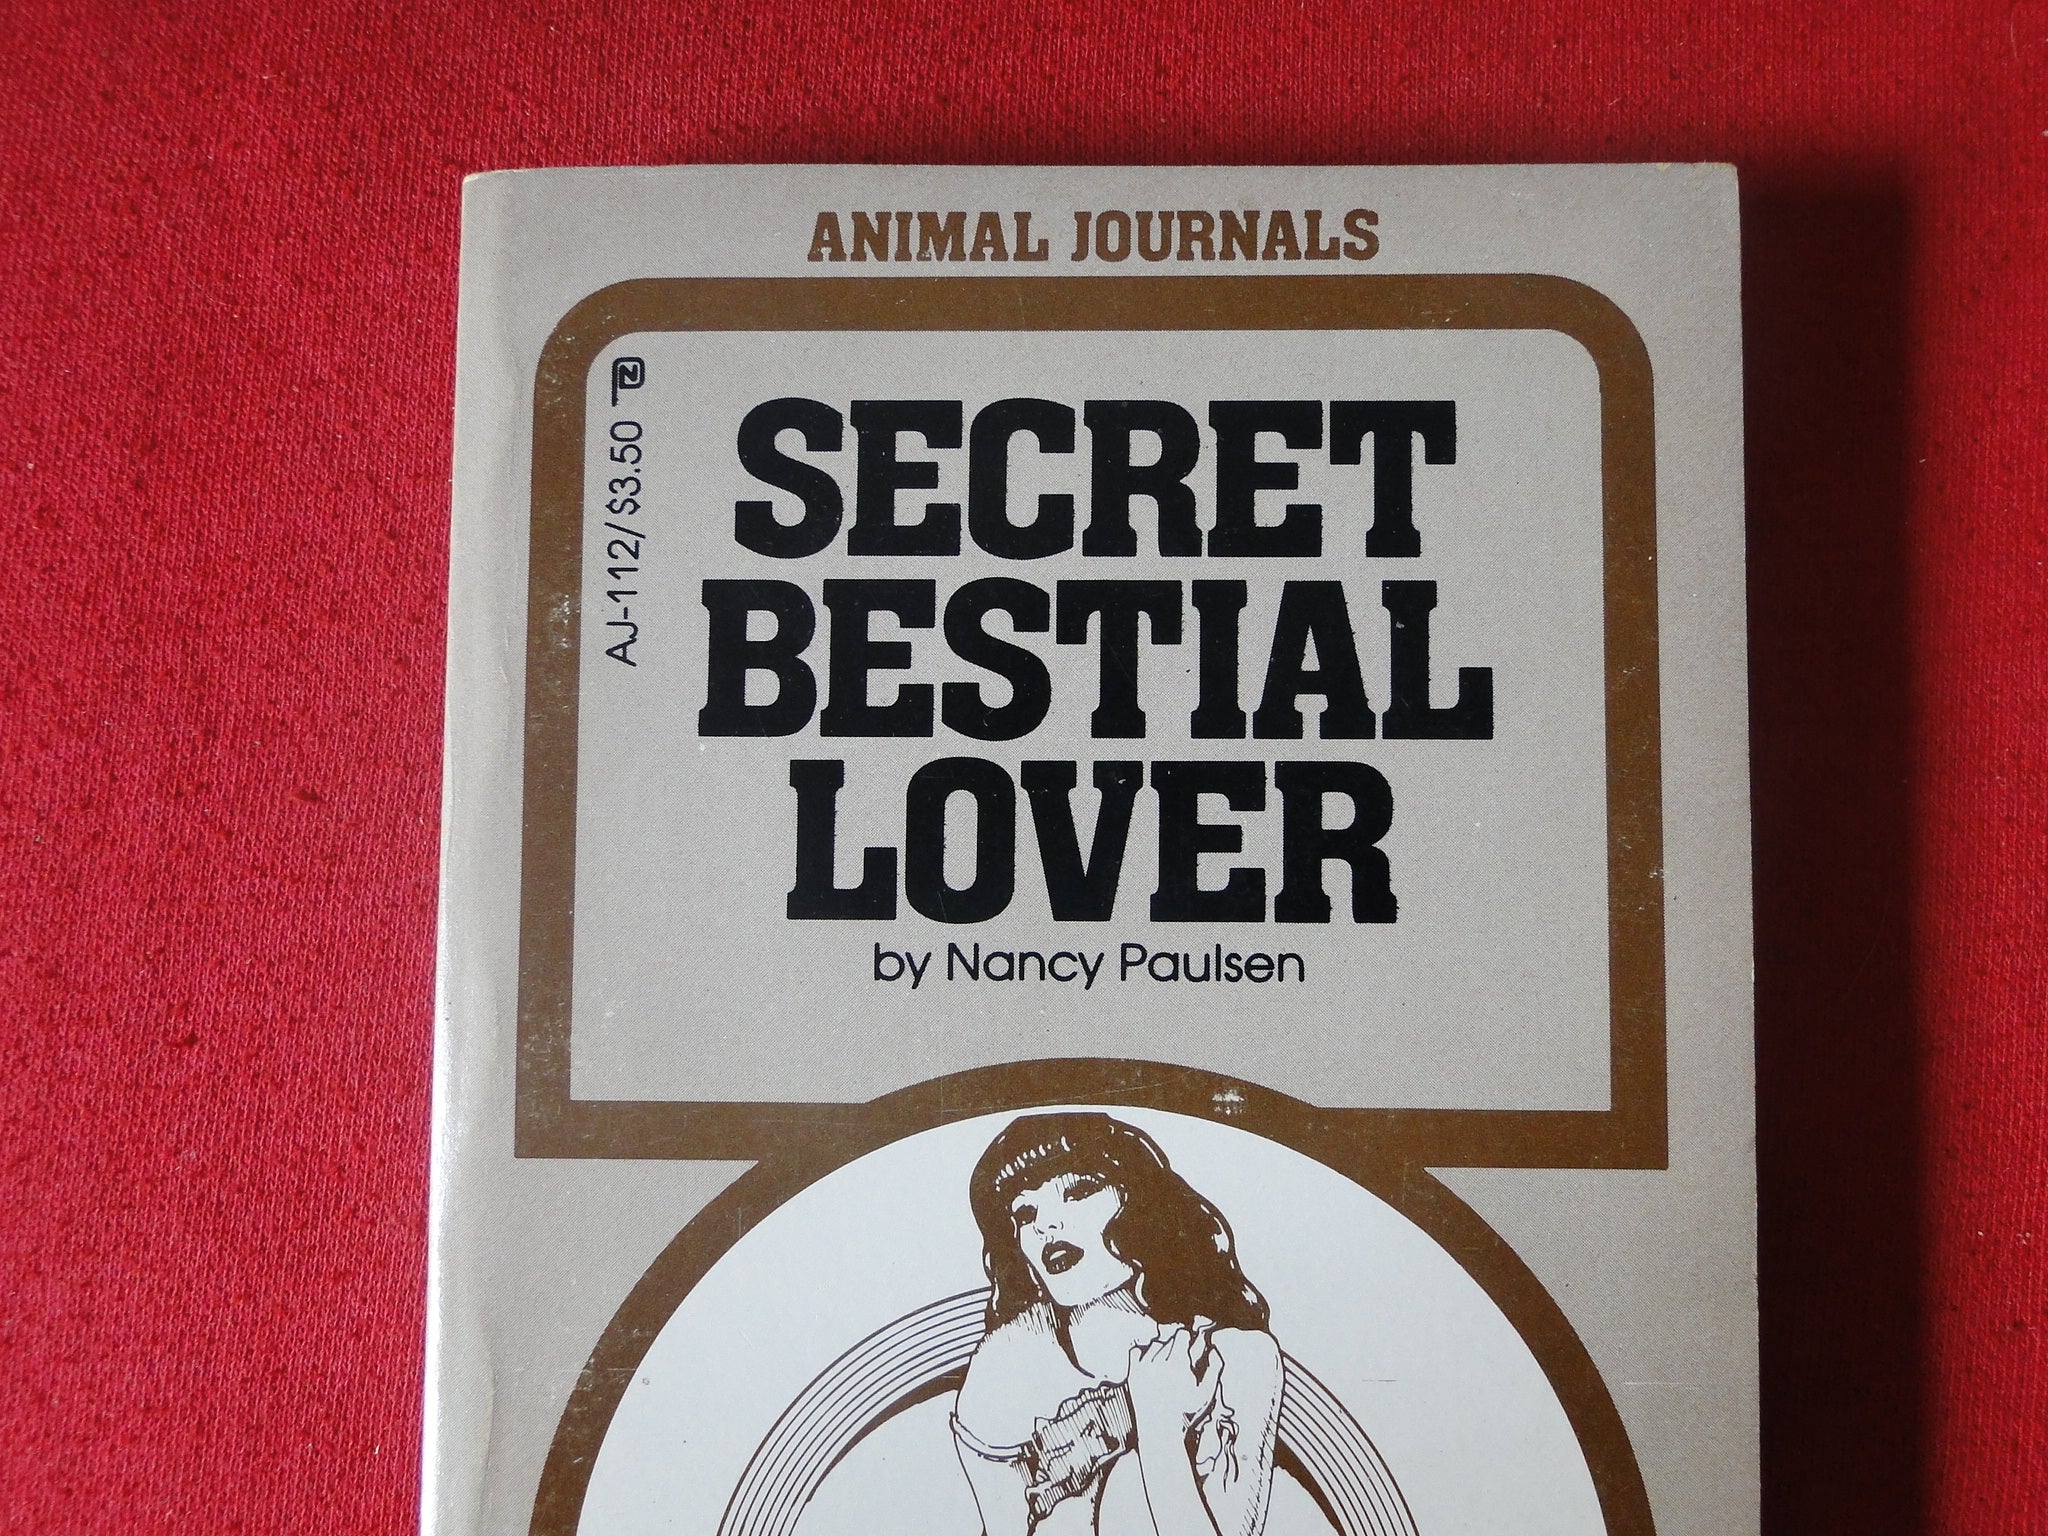 ANIMAL JOURNALS
AJ-112/$3.50
SECRET
BESTIAL
LOVER
by Nancy Paulsen